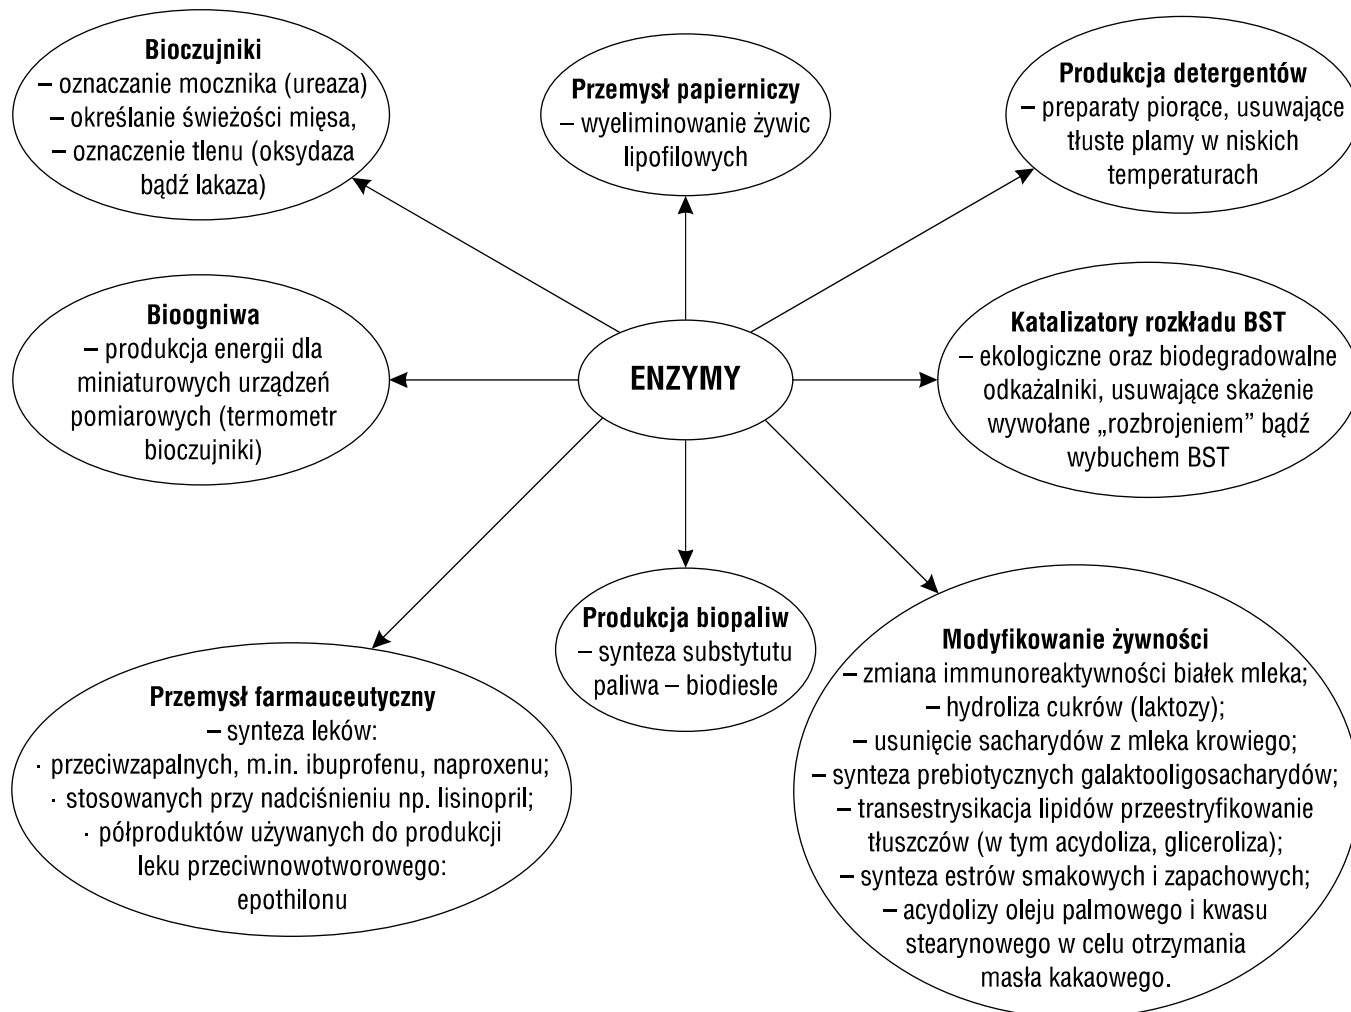 Bioczujniki
– oznaczanie mocznika (ureaza)
– określanie świeżości mięsa,
– oznaczenie tlenu (oksydaza
bądź lakaza)
Przemysł papierniczy
– wyeliminowanie żywic
lipofilowych
Produkcja detergentów
– preparaty piorące, usuwające
tłuste plamy w niskich
temperaturach
Bioogniwa
– produkcja energii dla
miniaturowych urządzeń
pomiarowych (termometr
bioczujniki)
ENZYMY
Katalizatory rozkładu BST
– ekologiczne oraz biodegradowalne
odkażalniki, usuwające skażenie
wywołane „rozbrojeniem” bądź
wybuchem BST
Przemysł farmauceutyczny
– synteza leków:
· przeciwzapalnych, m.in. ibuprofenu, naproxenu;
· stosowanych przy nadciśnieniu np. lisinopril;
· półproduktów używanych do produkcji
leku przeciwnowotworowego:
epothilonu
Produkcja biopaliw
– synteza substytutu
paliwa – biodiesle
Modyfikowanie żywności
– zmiana immunoreaktywności białek mleka;
– hydroliza cukrów (laktozy);
– usunięcie sacharydów z mleka krowiego;
– synteza prebiotycznych galaktooligosacharydów;
– transestrysikacja lipidów przeestryfikowanie
tłuszczów (w tym acydoliza, gliceroliza);
– synteza estrów smakowych i zapachowych;
– acydolizy oleju palmowego i kwasu
stearynowego w celu otrzymania
masła kakaowego.